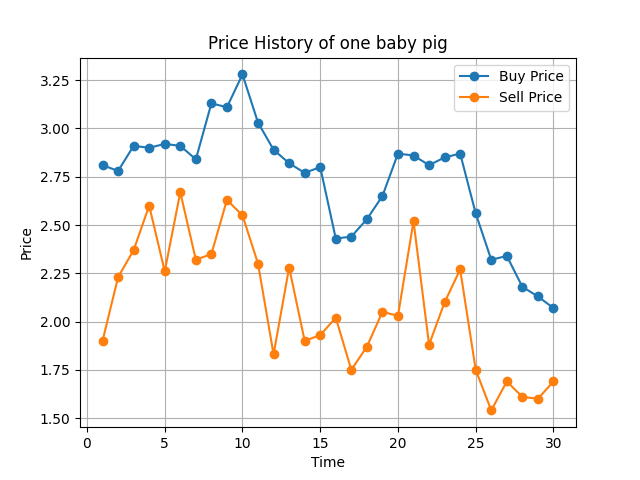 Price History of one baby pig
Buy Price
Sell Price
3.25
3.00
2.75
2.50
2.25
2.00
1.75
1.50
Price
0 5 10 15 20 25 30
Time